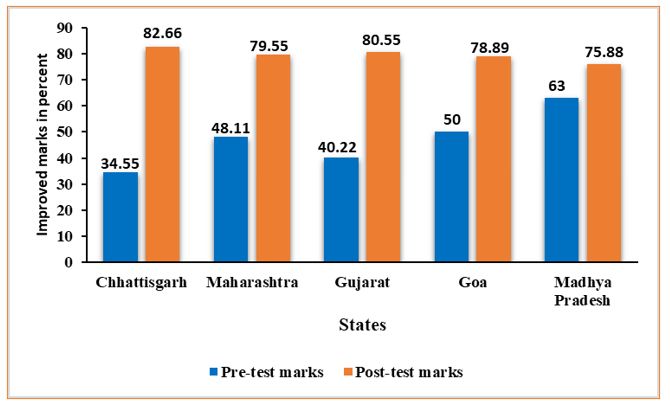 Improved marks in percent
90
80
70
60
50
40
30
20
10
0
34.55
82.66
48.11
79.55
40.22
80.55
50
78.89
63
75.88
Chhattisgarh
Maharashtra
Gujarat
Goa
Madhya
Pradesh
States
Pre-test marks
Post-test marks